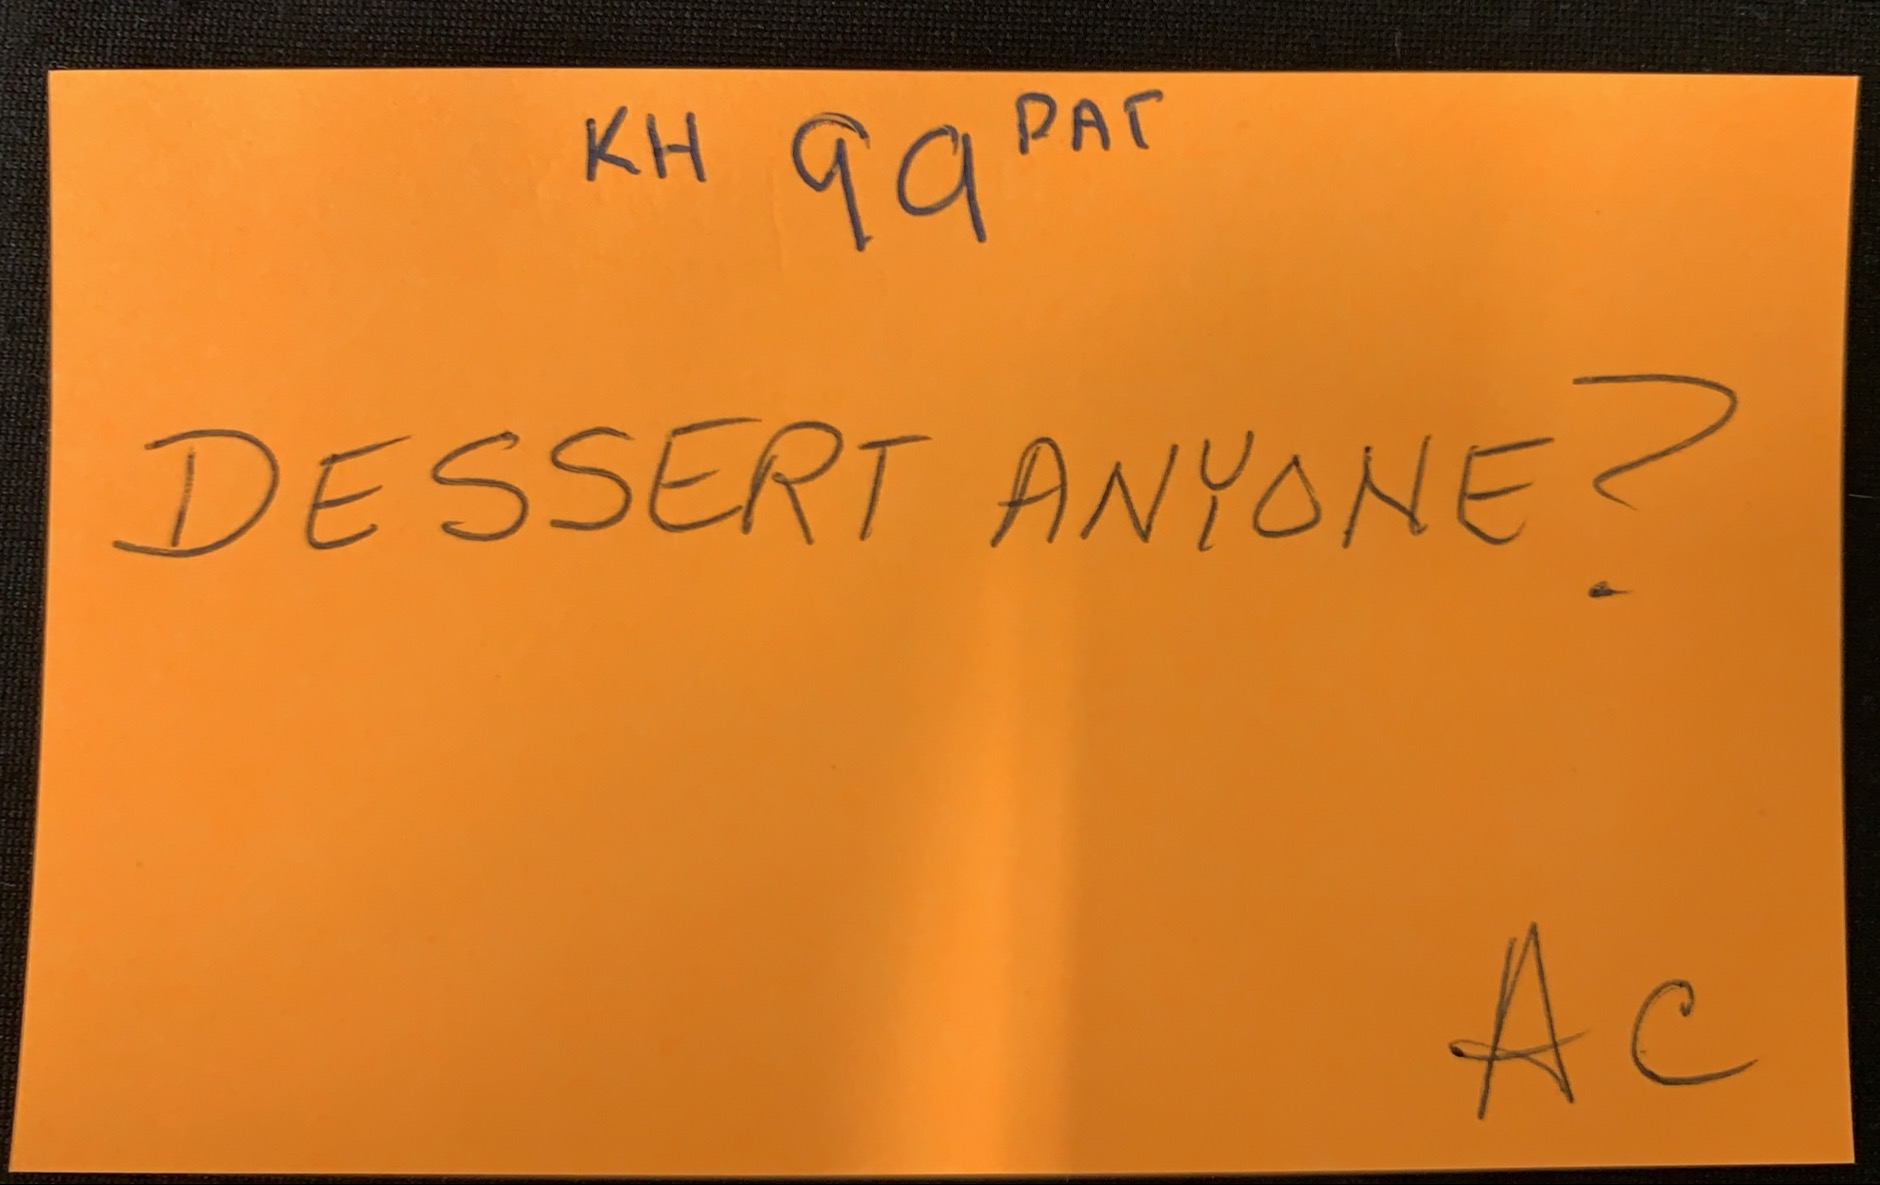 KH 99 PAT
DESSERT ANYONE?
AC